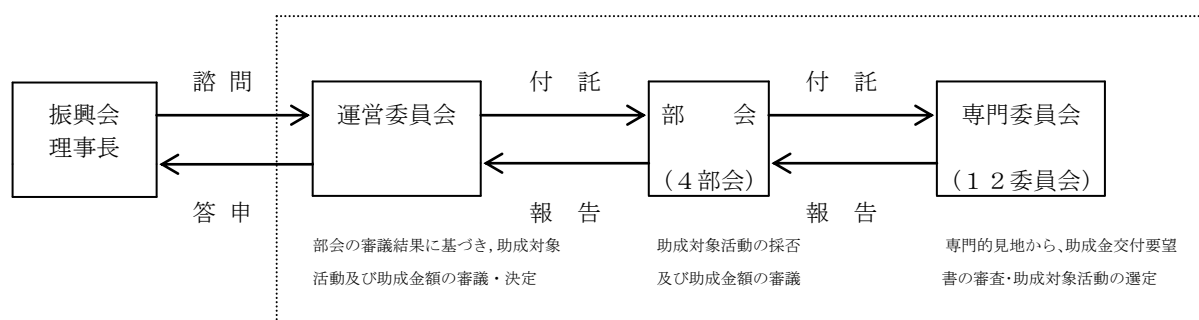 諮 問
付 託
付 託
振興会
理事長
運営委員会
部　　会
(4部会)
専門委員会
(12委員会)
答 申
報 告
報 告
部会の審議結果に基づき,助成対象
活動及び助成金額の審議・決定
助成対象活動の採否
及び助成金額の審議
専門的見地から、助成金交付要望
書の審査・助成対象活動の選定